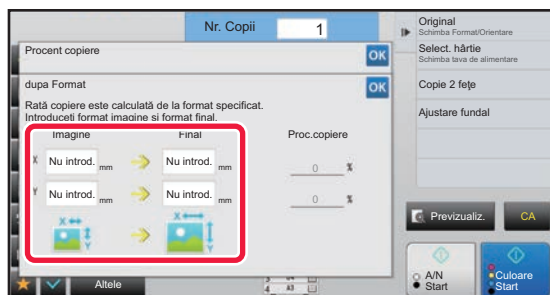 Nr. Copii 1
Original
Schimba Format/Orientare
Procent copiere OK
Select. hârtie
Schimba tava de alimentare
dupa Format OK
Copie 2 feţe
Rată copiere este calculată de la format specificat.
Introduceti format imagine si format final.
Ajustare fundal
Imagine Final Proc.copiere
X Nu introd. mm Nu introd. mm 0 %
Y Nu introd. mm Nu introd. mm 0 %
X X
Y Y
Previzualiz. CA
Altele
4 A3
A/N
Start
Culoare
Start